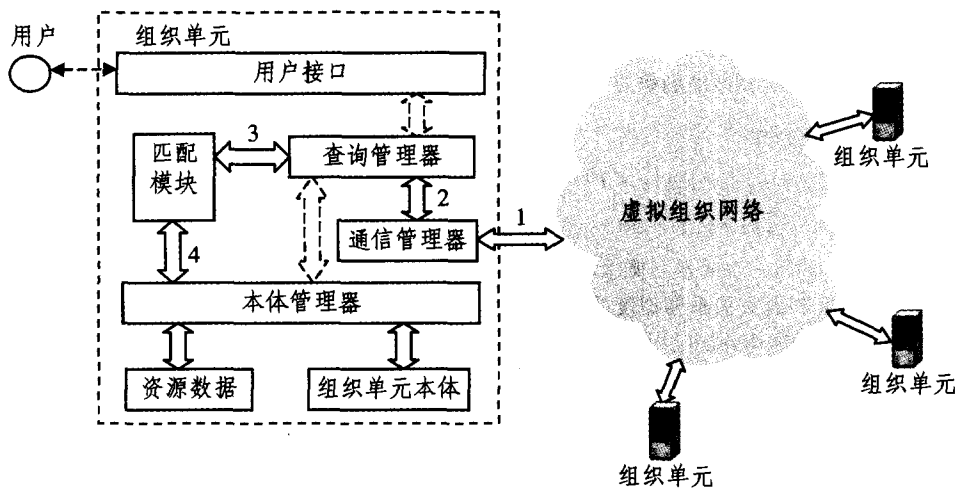 用户
组织单元
用户接口
匹配
模块
3
查询管理器
2
通信管理器
1
4
本体管理器
资源数据
组织单元本体
虚拟组织网络
组织单元
组织单元
组织单元